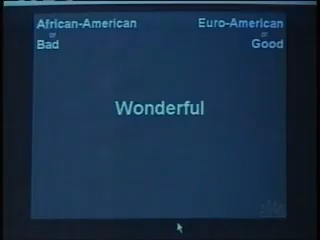 African-American
or
Bad
Euro-American
or
Good
Wonderful